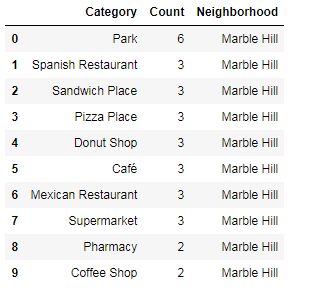 Category Count Neighborhood
0 Park 6 Marble Hill
1 Spanish Restaurant 3 Marble Hill
2 Sandwich Place 3 Marble Hill
3 Pizza Place 3 Marble Hill
4 Donut Shop 3 Marble Hill
5 Café 3 Marble Hill
6 Mexican Restaurant 3 Marble Hill
7 Supermarket 3 Marble Hill
8 Pharmacy 2 Marble Hill
9 Coffee Shop 2 Marble Hill